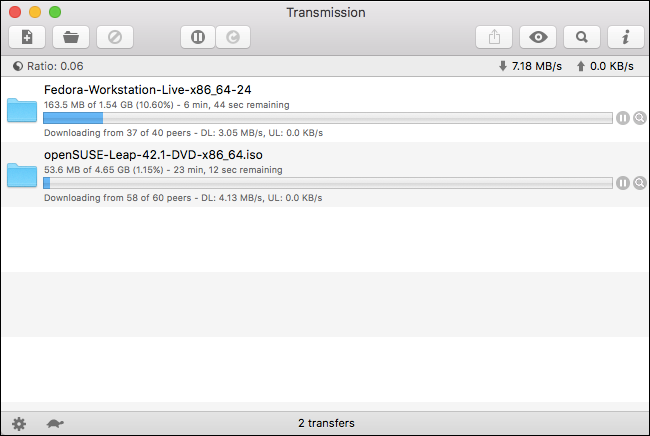 Transmission
Ratio: 0.06 7.18 MB/s 0.0 KB/s
Fedora-Workstation-Live-x86_64-24
163.5 MB of 1.54 GB (10.60%) - 6 min, 44 sec remaining
Downloading from 37 of 40 peers - DL: 3.05 MB/s, UL: 0.0 KB/s
openSUSE-Leap-42.1-DVD-x86_64.iso
53.6 MB of 4.65 GB (1.15%) - 23 min, 12 sec remaining
Downloading from 58 of 60 peers - DL: 4.13 MB/s, UL: 0.0 KB/s
2 transfers